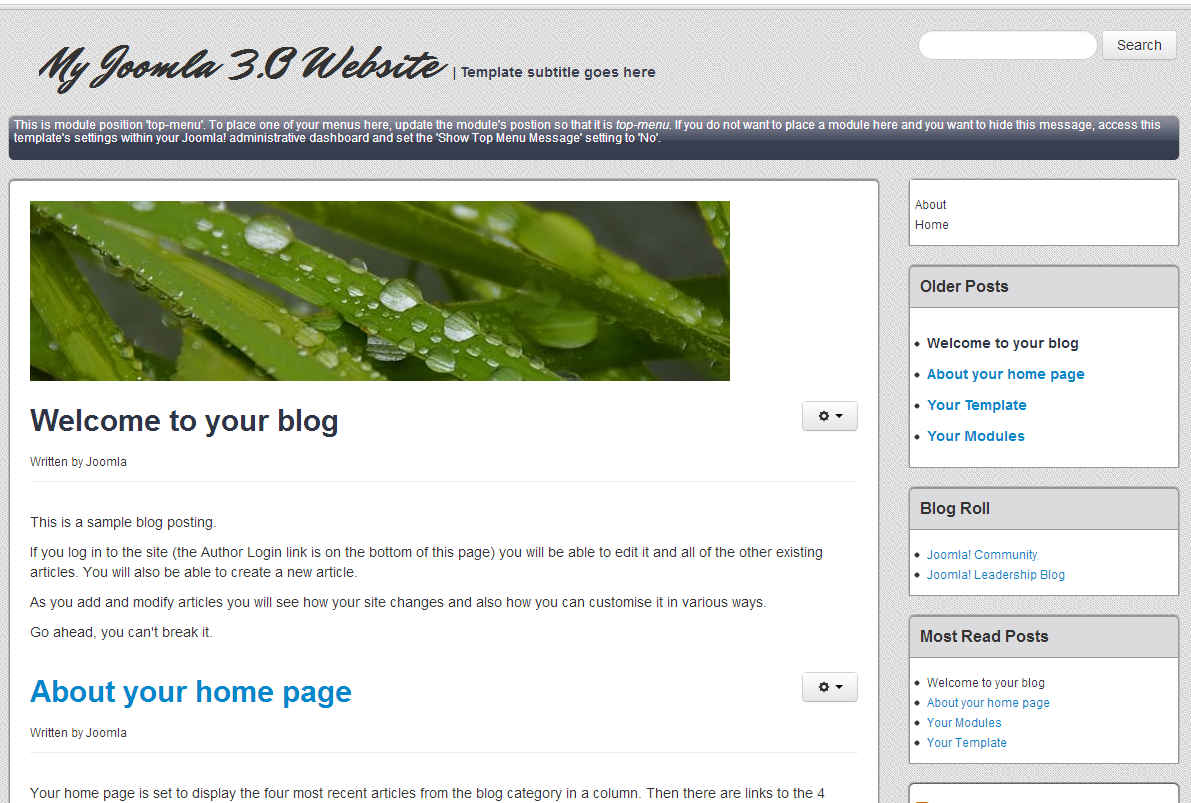 My Joomla 3.0 Website | Template subtitle goes here
Search
This is module position 'top-menu'. To place one of your menus here, update the module's postion so that it is top-menu. If you do not want to place a module here and you want to hide this message, access this
template's settings within your Joomla! administrative dashboard and set the 'Show Top Menu Message' setting to 'No'.
Welcome to your blog
Written by Joomla
This is a sample blog posting.
If you log in to the site (the Author Login link is on the bottom of this page) you will be able to edit it and all of the other existing
articles. You will also be able to create a new article.
As you add and modify articles you will see how your site changes and also how you can customise it in various ways.
Go ahead, you can't break it.
About your home page
Written by Joomla
Your home page is set to display the four most recent articles from the blog category in a column. Then there are links to the 4
About
Home
Older Posts
Welcome to your blog
About your home page
Your Template
Your Modules
Blog Roll
Joomla! Community
Joomla! Leadership Blog
Most Read Posts
Welcome to your blog
About your home page
Your Modules
Your Template